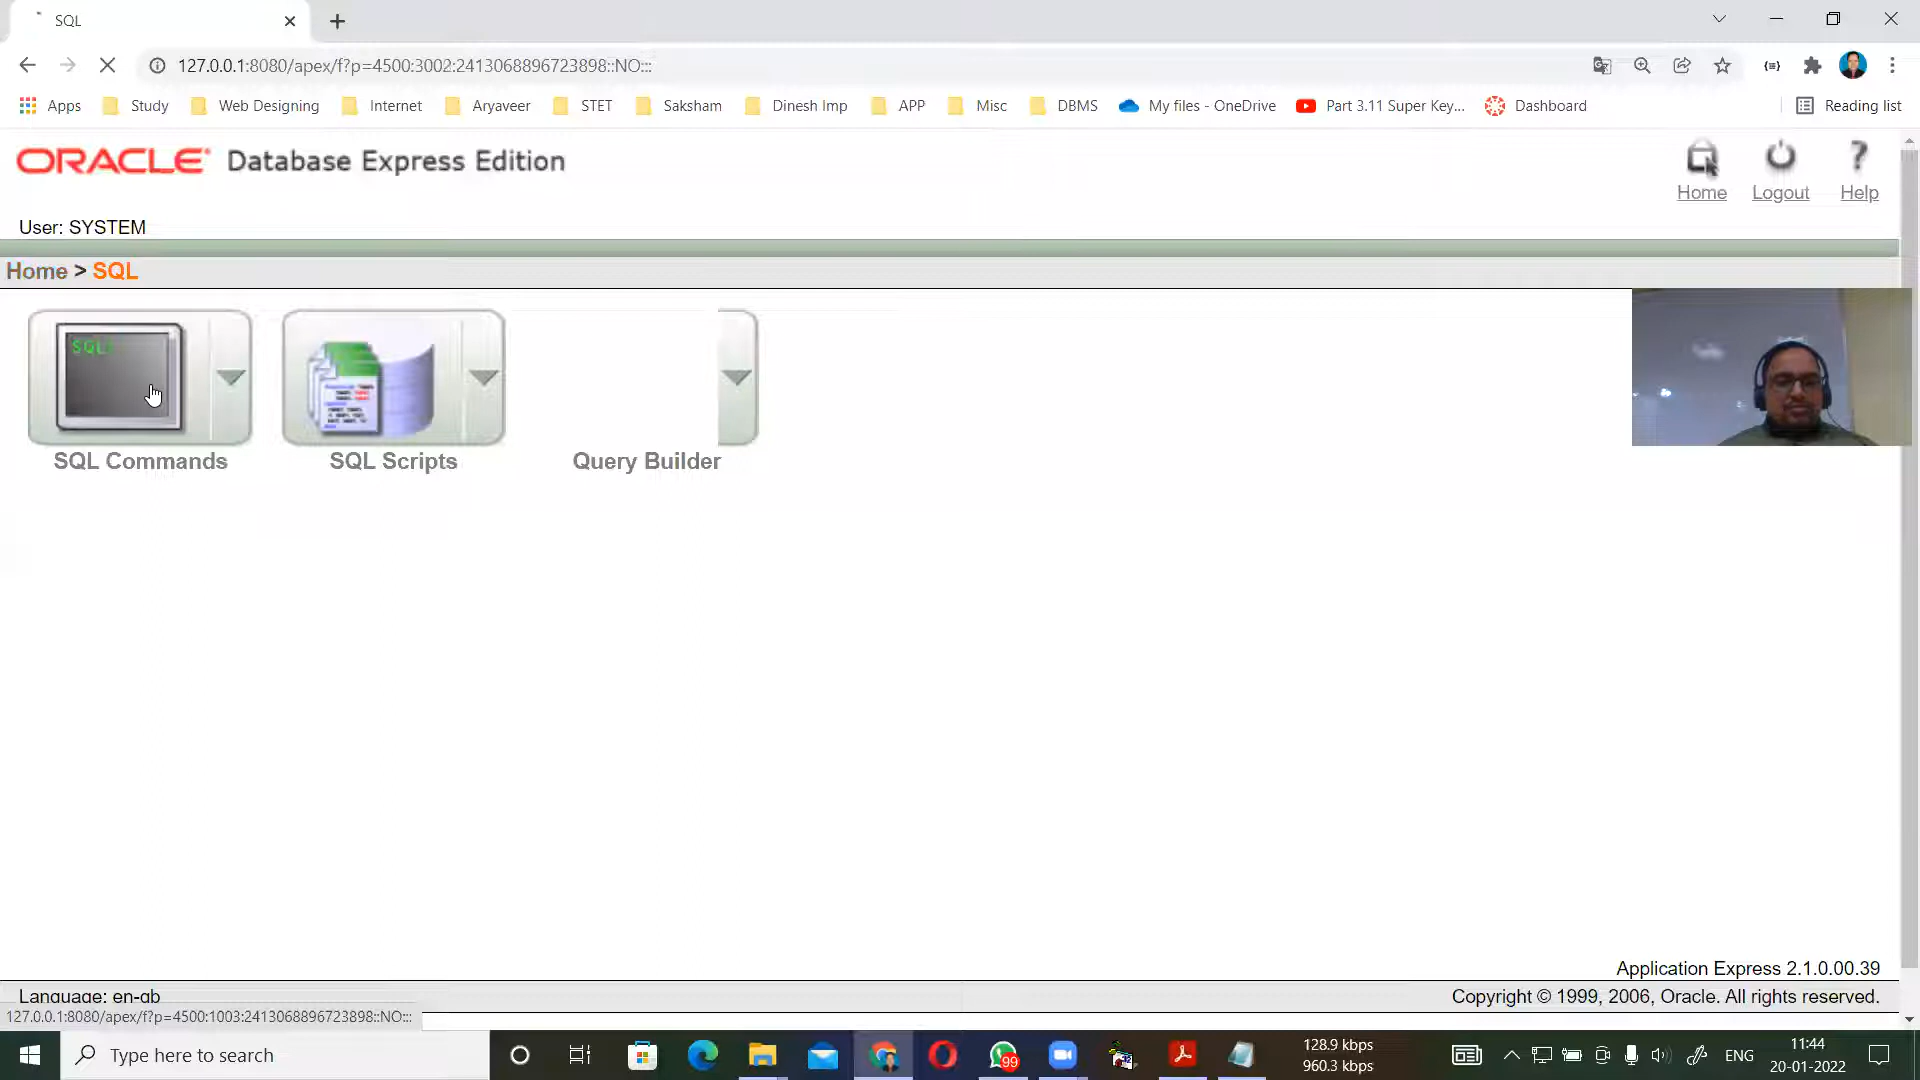 SQL
127.0.0.1:8080/apex/f?p=4500:3002:2413068896723898::NO:::
Apps Study Web Designing Internet Aryaveer STET Saksham Dinesh Imp APP Misc DBMS My files - OneDrive Part 3.11 Super Key... Dashboard Reading list
ORACLE Database Express Edition
Home Logout Help
User: SYSTEM
Home > SQL
SQL
SQL Commands SQL Scripts Query Builder
Application Express 2.1.0.00.39
Language: en-gb Copyright © 1999, 2006, Oracle. All rights reserved.
127.0.0.1:8080/apex/f?p=4500:1003:2413068896723898::NO:::
Type here to search
99
128.9 kbps
960.3 kbps
ENG
11:44
20-01-2022